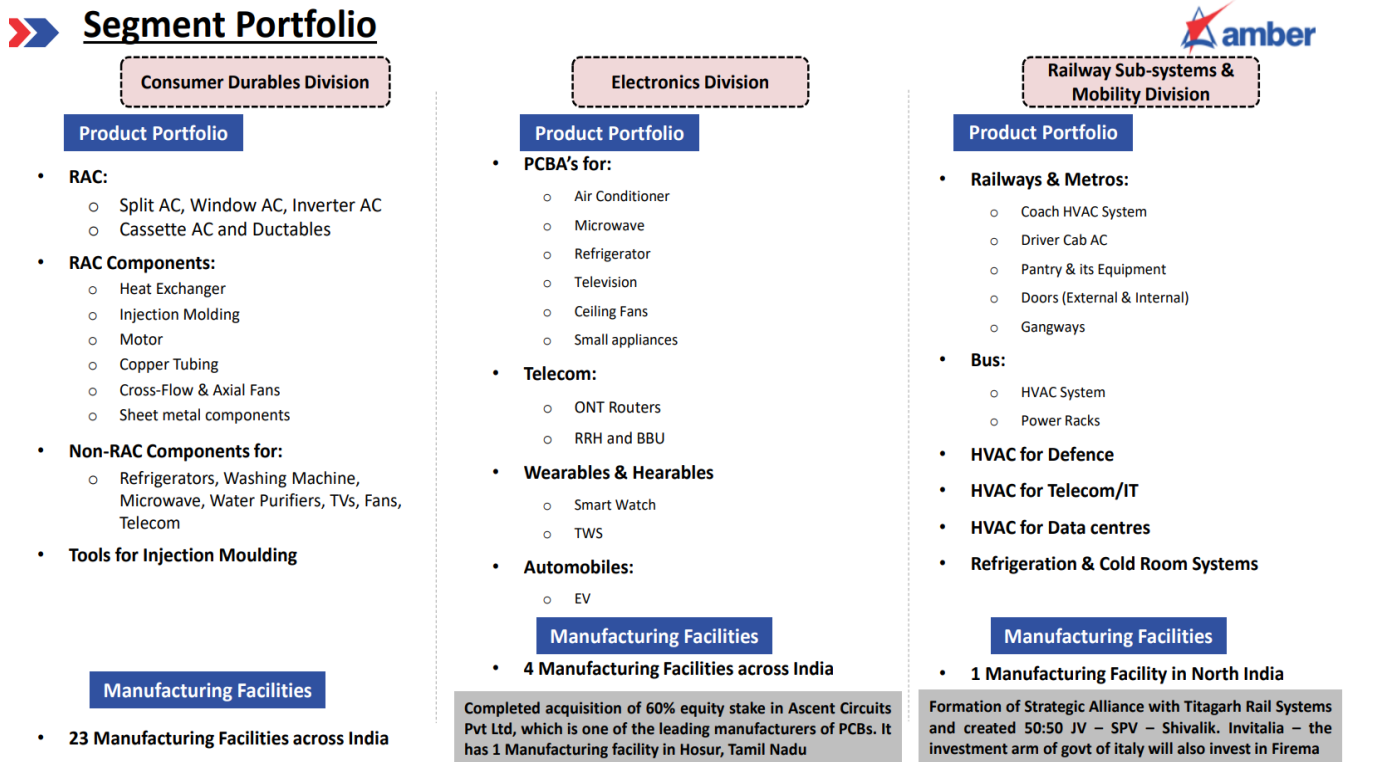 Segment Portfolio
amber
Consumer Durables Division
Product Portfolio
• RAC:
o Split AC, Window AC, Inverter AC
o Cassette AC and Ductables
• RAC Components:
o Heat Exchanger
o Injection Molding
o Motor
o Copper Tubing
o Cross-Flow & Axial Fans
o Sheet metal components
• Non-RAC Components for:
o Refrigerators, Washing Machine,
Microwave, Water Purifiers, TVs, Fans,
Telecom
• Tools for Injection Moulding
Manufacturing Facilities
• 23 Manufacturing Facilities across India
Electronics Division
Product Portfolio
• PCBA’s for:
o Air Conditioner
o Microwave
o Refrigerator
o Television
o Ceiling Fans
o Small appliances
• Telecom:
o ONT Routers
o RRH and BBU
• Wearables & Hearables
o Smart Watch
o TWS
• Automobiles:
o EV
Manufacturing Facilities
• 4 Manufacturing Facilities across India
Completed acquisition of 60% equity stake in Ascent Circuits
Pvt Ltd, which is one of the leading manufacturers of PCBs. It
has 1 Manufacturing facility in Hosur, Tamil Nadu
Railway Sub-systems &
Mobility Division
Product Portfolio
• Railways & Metros:
o Coach HVAC System
o Driver Cab AC
o Pantry & its Equipment
o Doors (External & Internal)
o Gangways
• Bus:
o HVAC System
o Power Racks
• HVAC for Defence
• HVAC for Telecom/IT
• HVAC for Data centres
• Refrigeration & Cold Room Systems
Manufacturing Facilities
• 1 Manufacturing Facility in North India
Formation of Strategic Alliance with Titagarh Rail Systems
and created 50:50 JV – SPV – Shivalik. Invitalia – the
investment arm of govt of italy will also invest in Firema